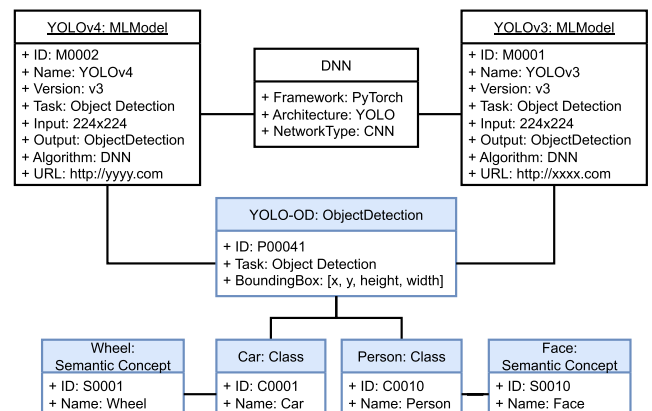 YOLOv4: MLModel
+ ID: M0002
+ Name: YOLOv4
+ Version: v3
+ Task: Object Detection
+ Input: 224x224
+ Output: ObjectDetection
+ Algorithm: DNN
+ URL: http://yyyy.com
DNN
+ Framework: PyTorch
+ Architecture: YOLO
+ NetworkType: CNN
YOLOv3: MLModel
+ ID: M0001
+ Name: YOLOv3
+ Version: v3
+ Task: Object Detection
+ Input: 224x224
+ Output: ObjectDetection
+ Algorithm: DNN
+ URL: http://xxxx.com
YOLO-OD: ObjectDetection
+ ID: P00041
+ Task: Object Detection
+ BoundingBox: [x, y, height, width]
Wheel:
Semantic Concept
+ ID: S0001
+ Name: Wheel
Car: Class
+ ID: C0001
+ Name: Car
Person: Class
+ ID: C0010
+ Name: Person
Face:
Semantic Concept
+ ID: S0010
+ Name: Face